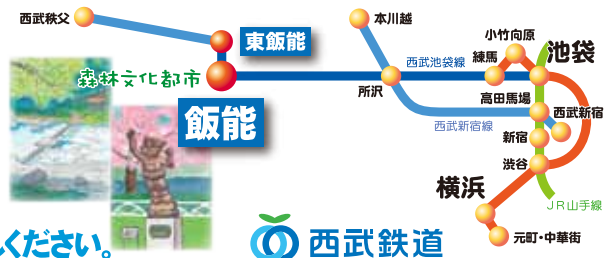 西武秩父
東飯能
森林文化都市
飯能
本川越
所沢
西武池袋線
練馬
小竹向原
池袋
高田馬場
西武新宿
西武新宿線
新宿
渋谷
横浜
JR山手線
元町・中華街
ください。
西武鉄道